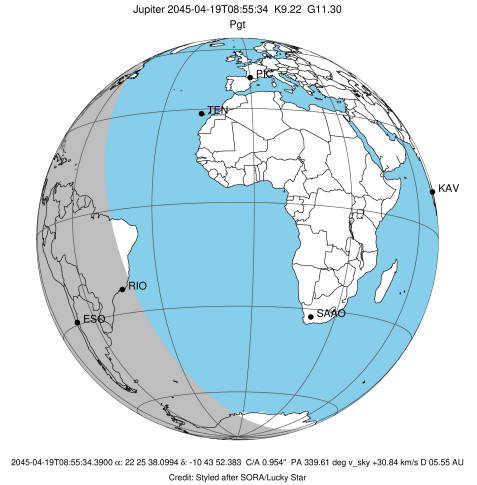 Jupiter 2045-04-19T08:55:34 K9.22 G11.30
Pgt
PIC
TEN
KAV
RIO
ESO
SAAO
2045-04-19T08:55:34.3900 α: 22 25 38.0994 δ: -10 43 52.383 C/A 0.954" PA 339.61 deg v_sky +30.84 km/s D 05.55 AU
Credit: Styled after SORA/Lucky Star